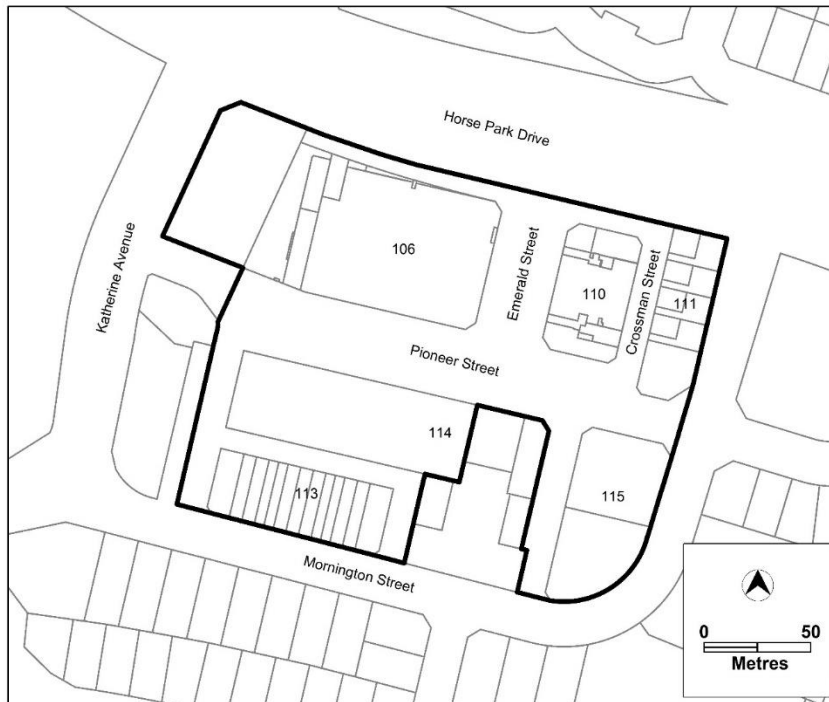 Horse Park Drive
106
Emerald Street
110
Crossman Street
111
Katherine Avenue
Pioneer Street
114
113
115
Mornington Street
0 50
Metres